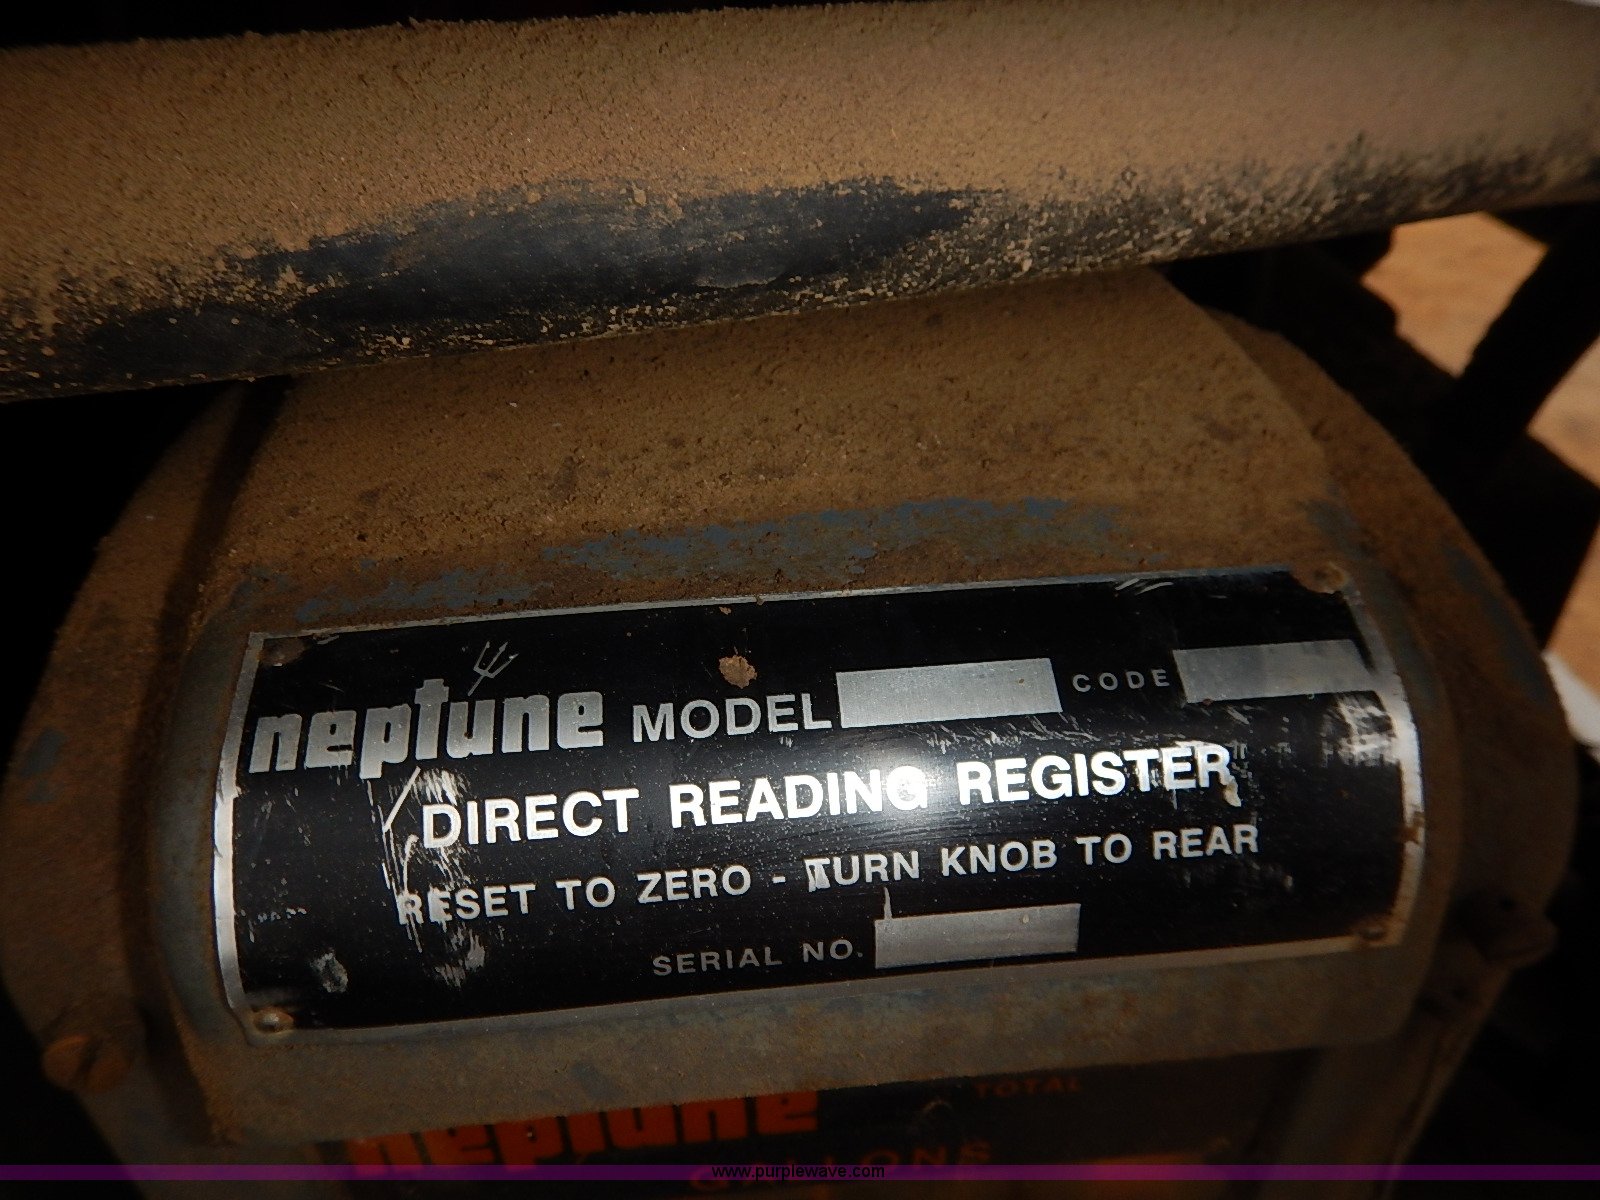 neptune MODEL CODE
DIRECT READING REGISTER
RESET TO ZERO - TURN KNOB TO REAR
SERIAL NO.
TOTAL
neptune
GALLONS
www.purplewave.com